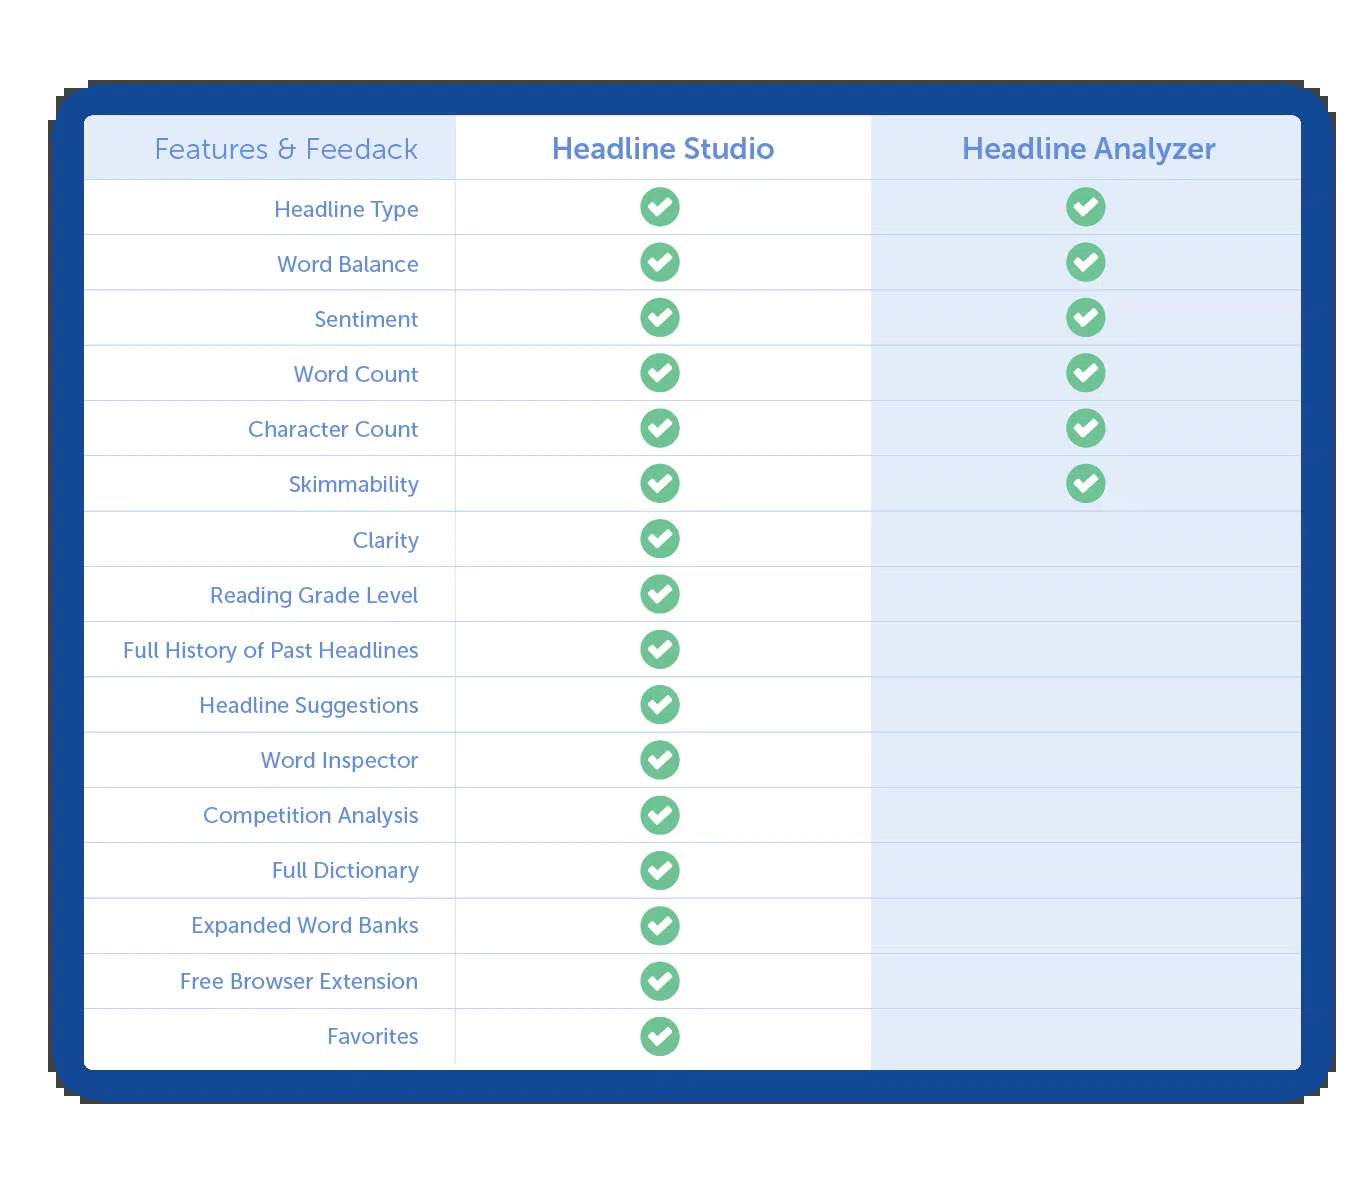 Features & Feedack Headline Studio Headline Analyzer
Headline Type
Word Balance
Sentiment
Word Count
Character Count
Skimmability
Clarity
Reading Grade Level
Full History of Past Headlines
Headline Suggestions
Word Inspector
Competition Analysis
Full Dictionary
Expanded Word Banks
Free Browser Extension
Favorites